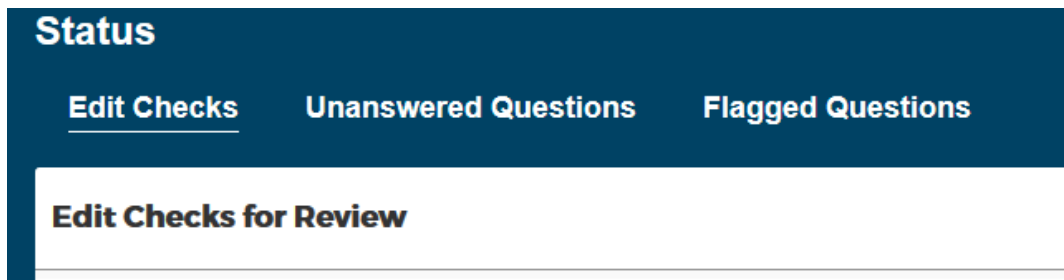 Status
Edit Checks Unanswered Questions Flagged Questions
Edit Checks for Review